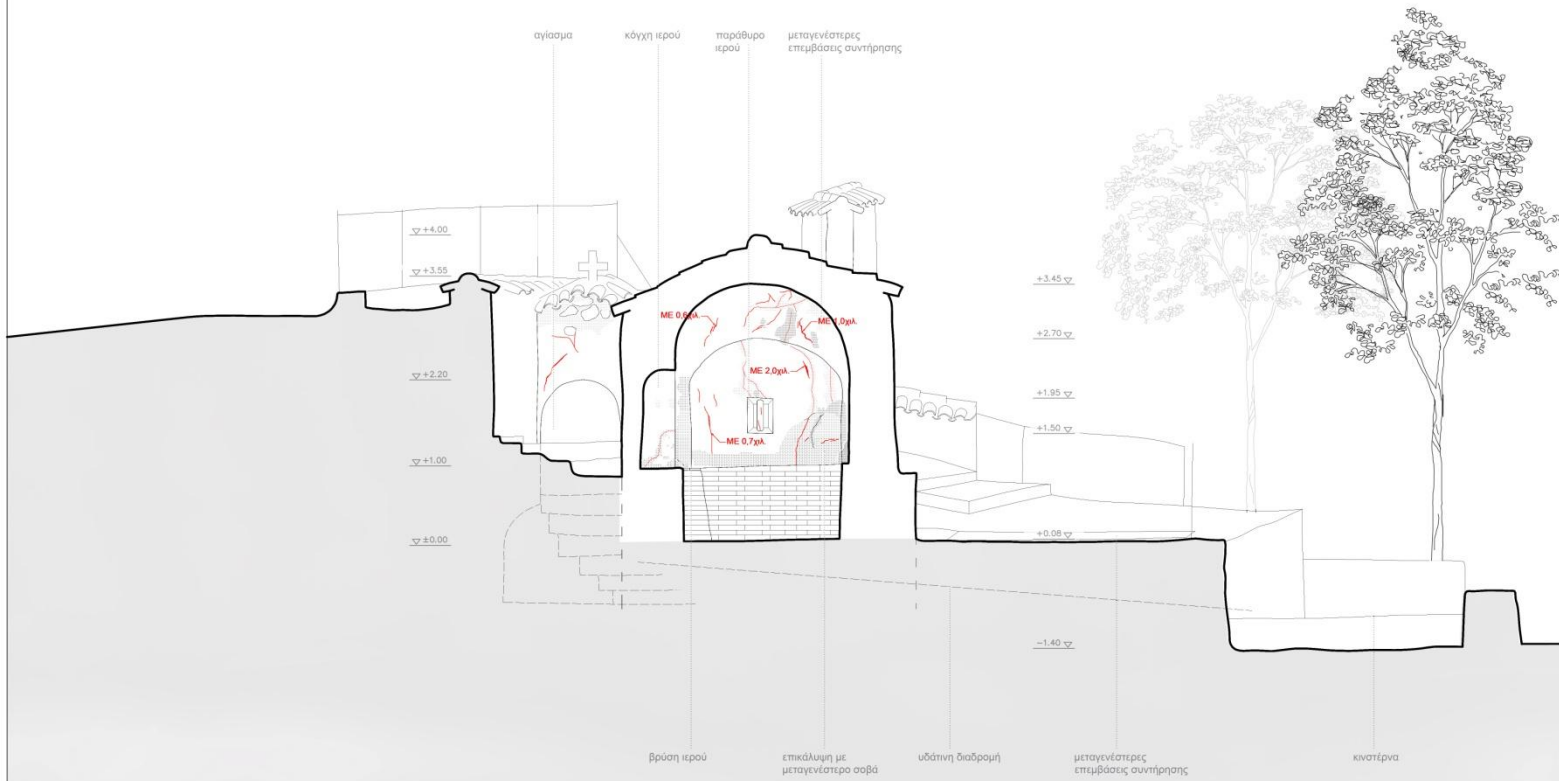 αγίασμα
κόγχη ιερού
παράθυρο
ιερού
μεταγενέστερες
επεμβάσεις συντήρησης
+4.00
+3.55
+3.45
ΜΕ 0,6χιλ.
ΜΕ 1,0χιλ.
+2.70
ΜΕ 2,0χιλ.
+2.20
+1.95
+1.50
ΜΕ 0,7χιλ.
+1.00
±0.00
+0.08
-1.40
βρύση ιερού
επικάλυψη με
μεταγενέστερο σοβά
υδάτινη διαδρομή
μεταγενέστερες
επεμβάσεις συντήρησης
κινστέρνα